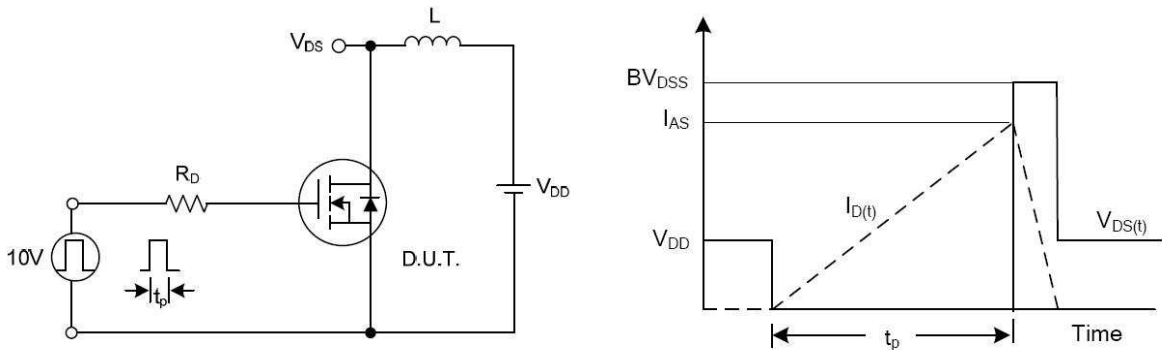 L
V_DS
R_D
V_DD
10V
t_p
D.U.T.
BV_DSS
I_AS
I_D(t)
V_DD
V_DS(t)
t_p
Time